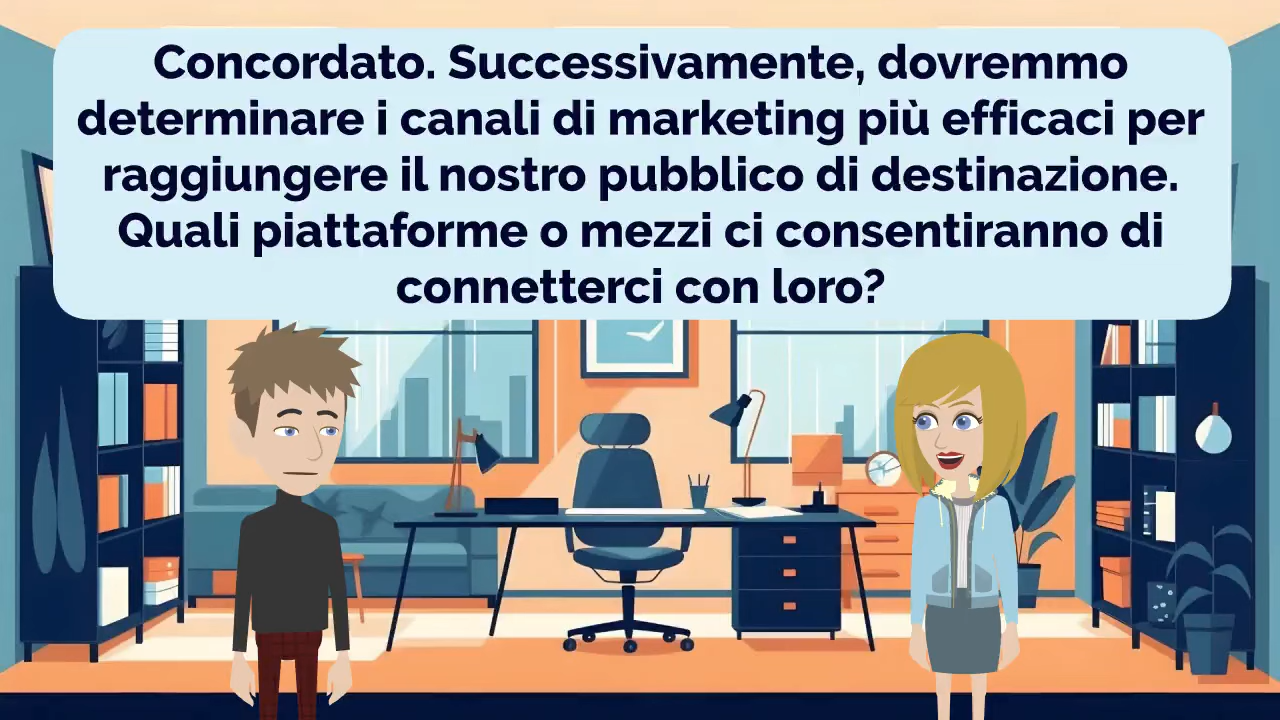 Concordato. Successivamente, dovremmo
determinare i canali di marketing più efficaci per
raggiungere il nostro pubblico di destinazione.
Quali piattaforme o mezzi ci consentiranno di
connetterci con loro?